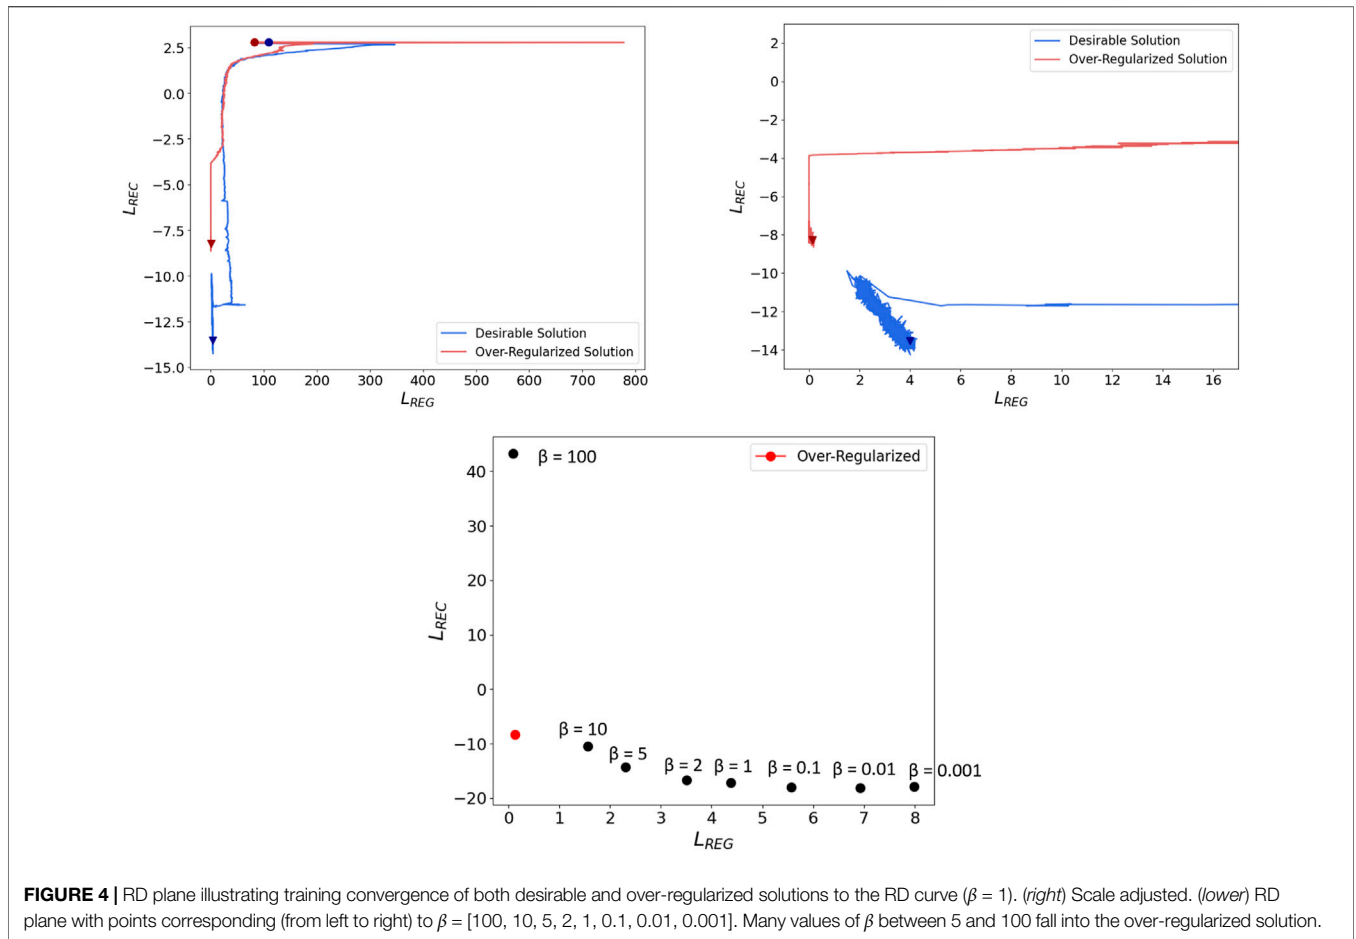 2.5
0.0
−2.5
−5.0
−7.5
−10.0
−12.5
−15.0
L_REC
0 100 200 300 400 500 600 700 800
L_REG
Desirable Solution
Over-Regularized Solution
2
0
−2
−4
−6
−8
−10
−12
−14
L_REC
0 2 4 6 8 10 12 14 16
L_REG
Desirable Solution
Over-Regularized Solution
40
30
20
10
0
−10
−20
L_REC
Over-Regularized
β = 100
β = 10
β = 5
β = 2
β = 1
β = 0.1
β = 0.01
β = 0.001
0 1 2 3 4 5 6 7 8
L_REG
FIGURE 4 | RD plane illustrating training convergence of both desirable and over-regularized solutions to the RD curve (β = 1). (right) Scale adjusted. (lower) RD
plane with points corresponding (from left to right) to β = [100, 10, 5, 2, 1, 0.1, 0.01, 0.001]. Many values of β between 5 and 100 fall into the over-regularized solution.